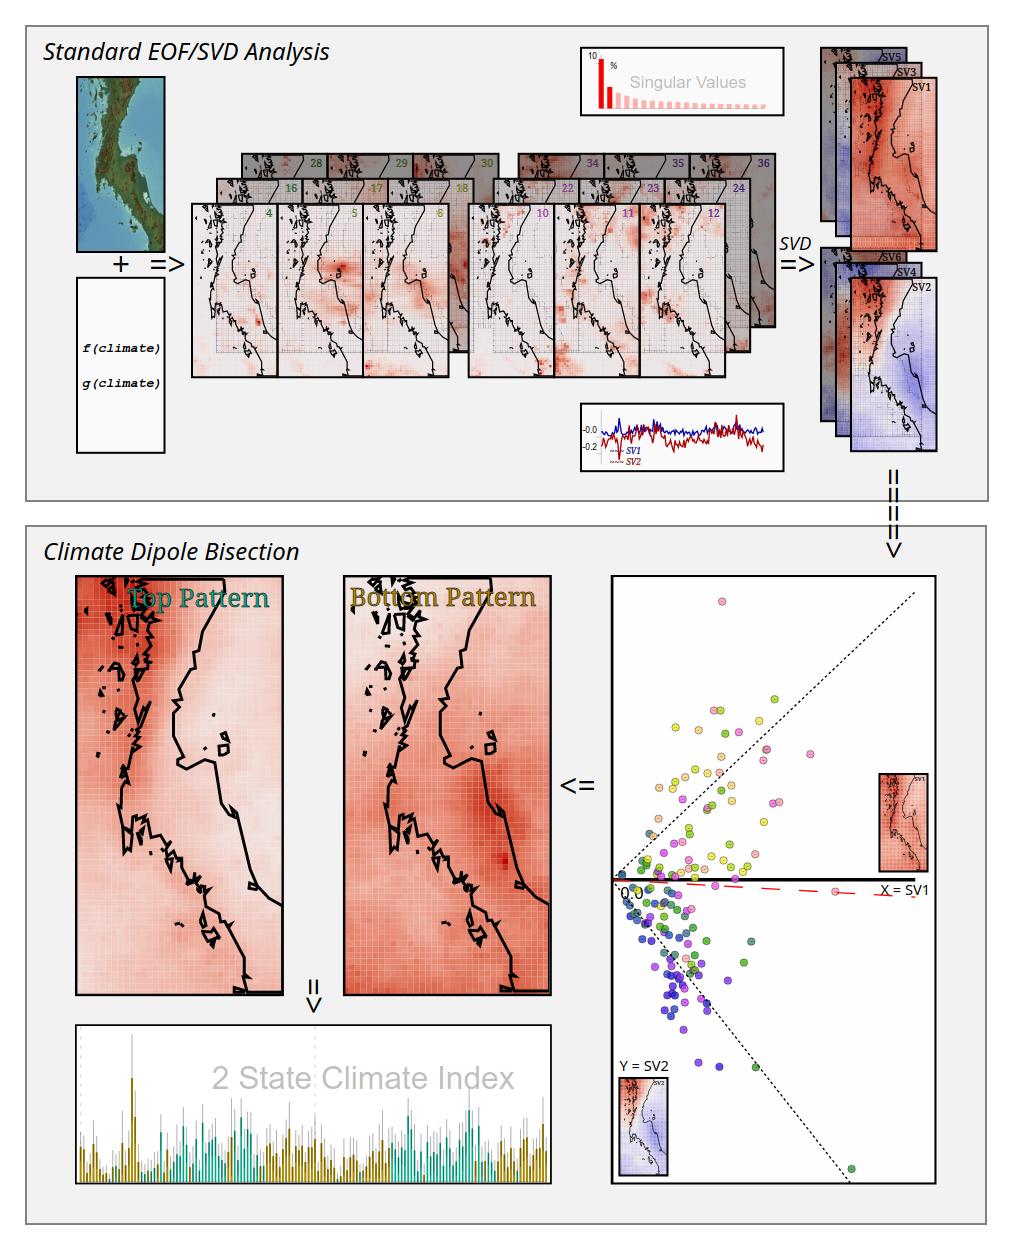 Standard EOF/SVD Analysis
10
%
Singular Values
SV5
SV3
SV1
28 29 30 34 35 36
16 17 18 22 23 24
4 5 6 10 11 12
SVD
+ => =>
SV6
SV4
SV2
f(climate)
g(climate)
-0.0
-0.2
~~~ SV1
~~~ SV2
====>
Climate Dipole Bisection
Top Pattern
Bottom Pattern
<=
SV1
0.0
X = SV1
=>
2 State Climate Index
Y = SV2
SV2